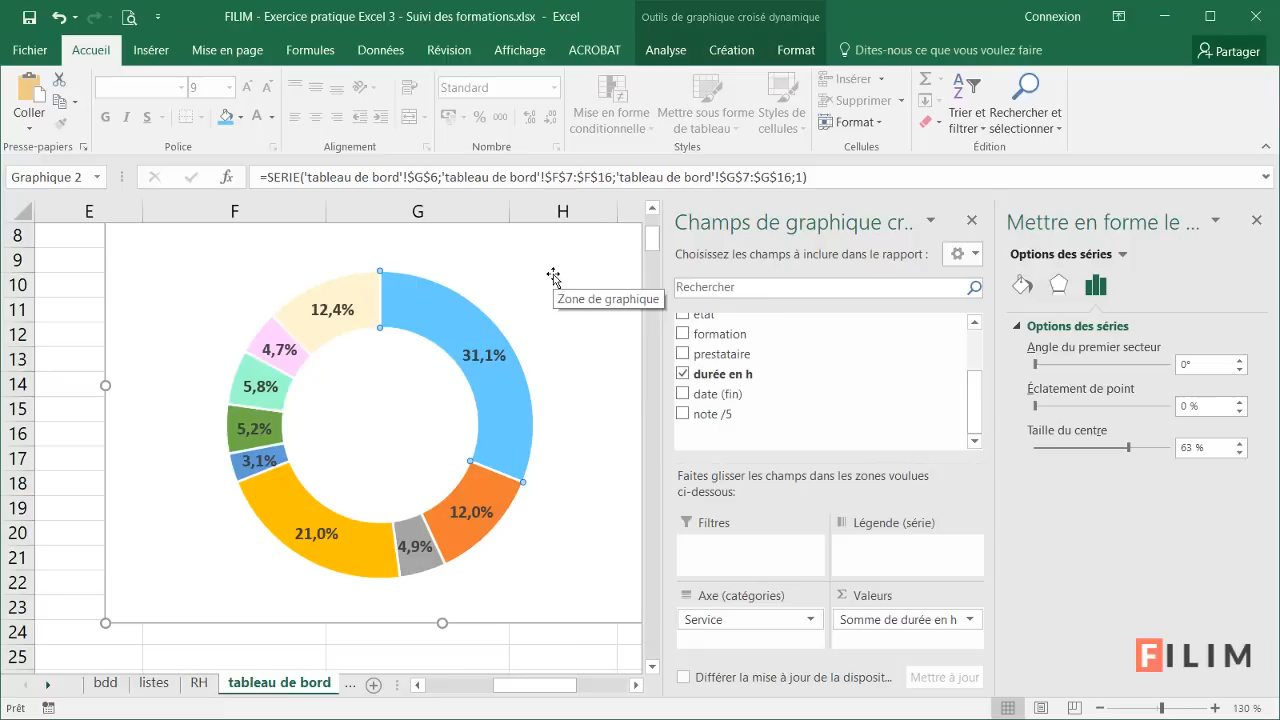 FILIM - Exercice pratique Excel 3 - Suivi des formations.xlsx - Excel
Outils de graphique croisé dynamique
Connexion
Fichier Accueil Insérer Mise en page Formules Données Révision Affichage ACROBAT Analyse Création Format Dites-nous ce que vous voulez faire Partager
Coller
Presse-papiers
9
G I S
A
Police
Alignement
Standard
% 000
Nombre
Mise en forme conditionnelle
Mettre sous forme de tableau
Styles de cellules
Styles
Insérer
Supprimer
Format
Cellules
Trier et filtrer
Rechercher et sélectionner
Édition
Graphique 2
fx
=SERIE('tableau de bord'!$G$6;'tableau de bord'!$F$7:$F$16;'tableau de bord'!$G$7:$G$16;1)
E F G H
8
9
10
11
12
13
14
15
16
17
18
19
20
21
22
23
24
25
12,4%
31,1%
4,7%
5,8%
5,2%
3,1%
12,0%
21,0%
4,9%
Zone de graphique
Champs de graphique cr...
Choisissez les champs à inclure dans le rapport :
Rechercher
état
formation
prestataire
durée en h
date (fin)
note /5
Faites glisser les champs dans les zones voulues
ci-dessous:
Filtres
Légende (série)
Axe (catégories)
Σ Valeurs
Service
Somme de durée en h
Différer la mise à jour de la disposit...
Mettre à jour
Mettre en forme le ...
Options des séries
Options des séries
Angle du premier secteur
0°
Éclatement de point
0 %
Taille du centre
63 %
FILIM
bdd listes RH tableau de bord ...
Prêt
130 %